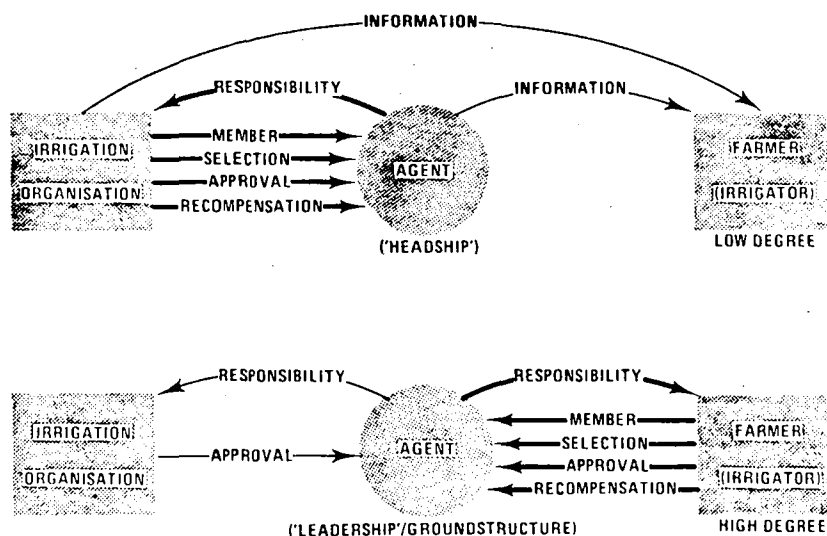 INFORMATION
RESPONSIBILITY
INFORMATION
IRRIGATION
ORGANISATION
MEMBER
SELECTION
APPROVAL
RECOMPENSATION
AGENT
('HEADSHIP')
FARMER
(IRRIGATOR)
LOW DEGREE
RESPONSIBILITY
RESPONSIBILITY
IRRIGATION
ORGANISATION
APPROVAL
AGENT
MEMBER
SELECTION
APPROVAL
RECOMPENSATION
FARMER
(IRRIGATOR)
('LEADERSHIP'/GROUNDSTRUCTURE)
HIGH DEGREE